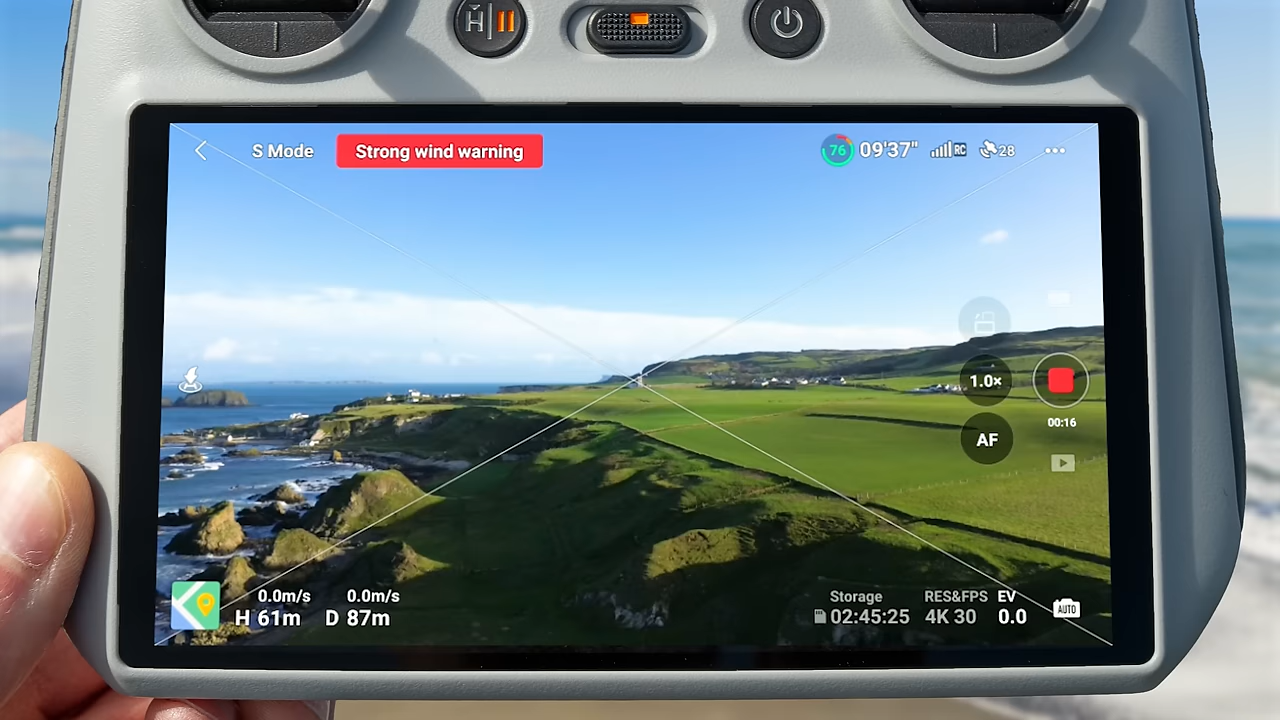 S Mode
Strong wind warning
76
09'37"
RC
28
1.0×
AF
00:16
0.0m/s 0.0m/s
H 61m D 87m
Storage RES&FPS EV
02:45:25 4K 30 0.0
AUTO
H